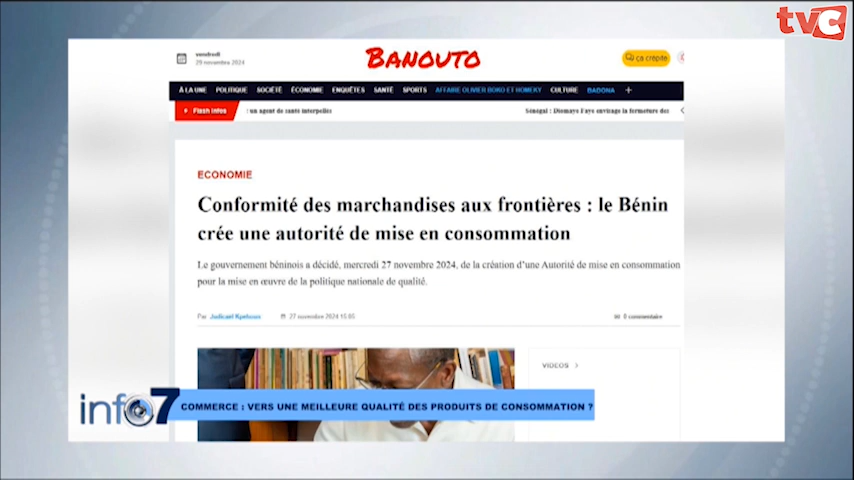 tvc
vendredi
29 novembre 2024
BANOUTO
ça crépite
À LA UNE POLITIQUE SOCIÉTÉ ÉCONOMIE ENQUÊTES SANTÉ SPORTS AFFAIRE OLIVIER BOKO ET HOMEKY CULTURE BADONA +
Flash infos : un agent de santé interpellés Sénégal : Diomaye Faye envisage la fermeture des
ECONOMIE
Conformité des marchandises aux frontières : le Bénin
crée une autorité de mise en consommation
Le gouvernement béninois a décidé, mercredi 27 novembre 2024, de la création d'une Autorité de mise en consommation
pour la mise en œuvre de la politique nationale de qualité.
Par 27 novembre 2024 15:05 0 commentaire
VIDEOS >
info 7
COMMERCE : VERS UNE MEILLEURE QUALITÉ DES PRODUITS DE CONSOMMATION ?